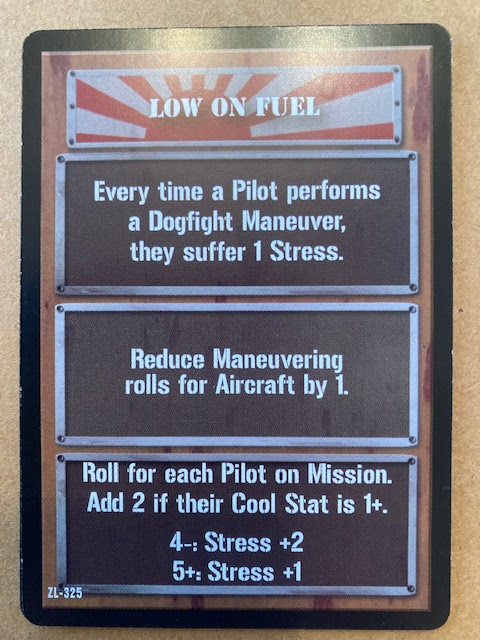 LOW ON FUEL
Every time a Pilot performs
a Dogfight Maneuver,
they suffer 1 Stress.
Reduce Maneuvering
rolls for Aircraft by 1.
Roll for each Pilot on Mission.
Add 2 if their Cool Stat is 1+.
4-: Stress +2
5+: Stress +1
ZL-325